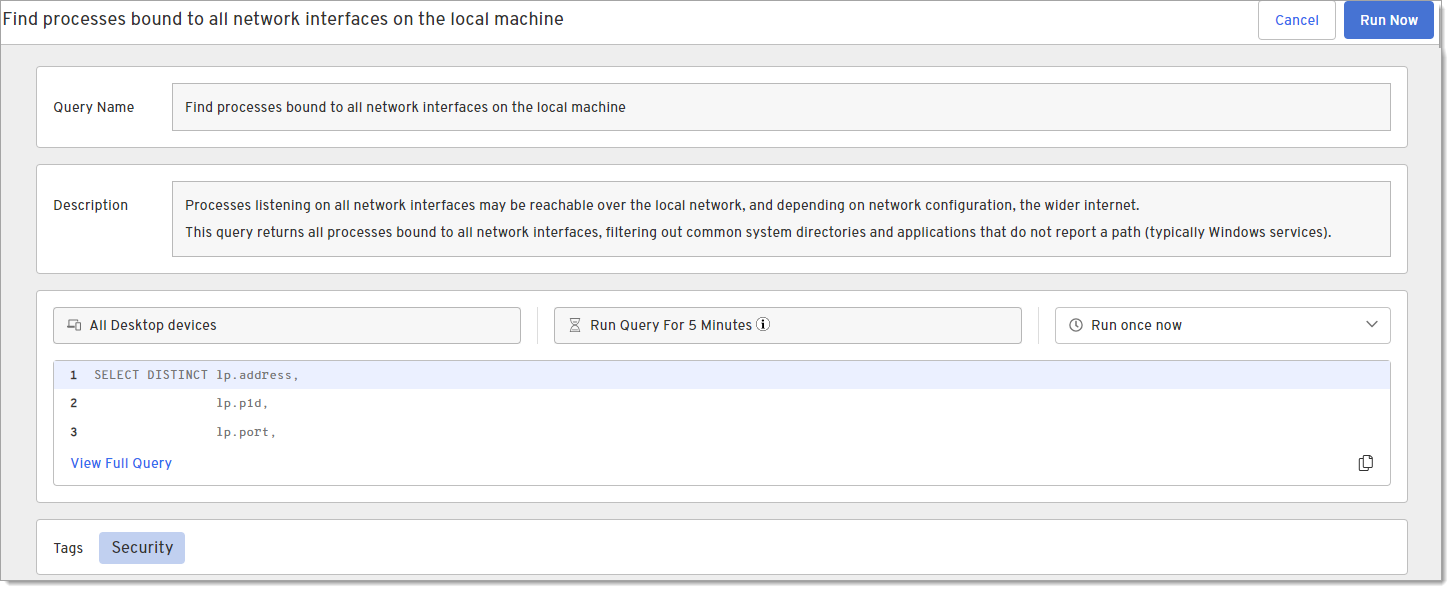 Find processes bound to all network interfaces on the local machine
Cancel
Run Now
Query Name
Find processes bound to all network interfaces on the local machine
Description
Processes listening on all network interfaces may be reachable over the local network, and depending on network configuration, the wider internet.
This query returns all processes bound to all network interfaces, filtering out common system directories and applications that do not report a path (typically Windows services).
All Desktop devices
Run Query For 5 Minutes
Run once now
1 SELECT DISTINCT lp.address,
2 lp.p1d,
3 lp.port,
View Full Query
Tags
Security